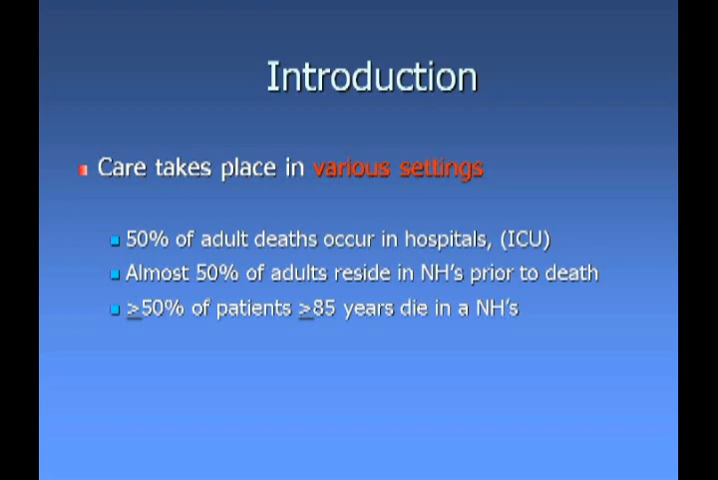 Introduction
Care takes place in various settings
50% of adult deaths occur in hospitals, (ICU)
Almost 50% of adults reside in NH's prior to death
≥50% of patients ≥85 years die in a NH's